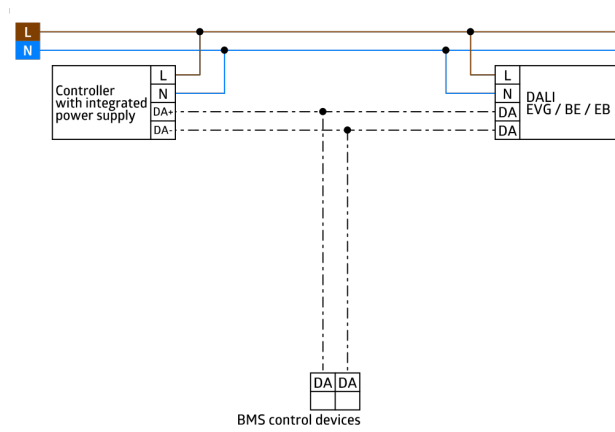 L
N
Controller
with integrated
power supply
L
N
DA+
DA-
L
N
DA
DA
DALI
EVG / BE / EB
DA DA
BMS control devices